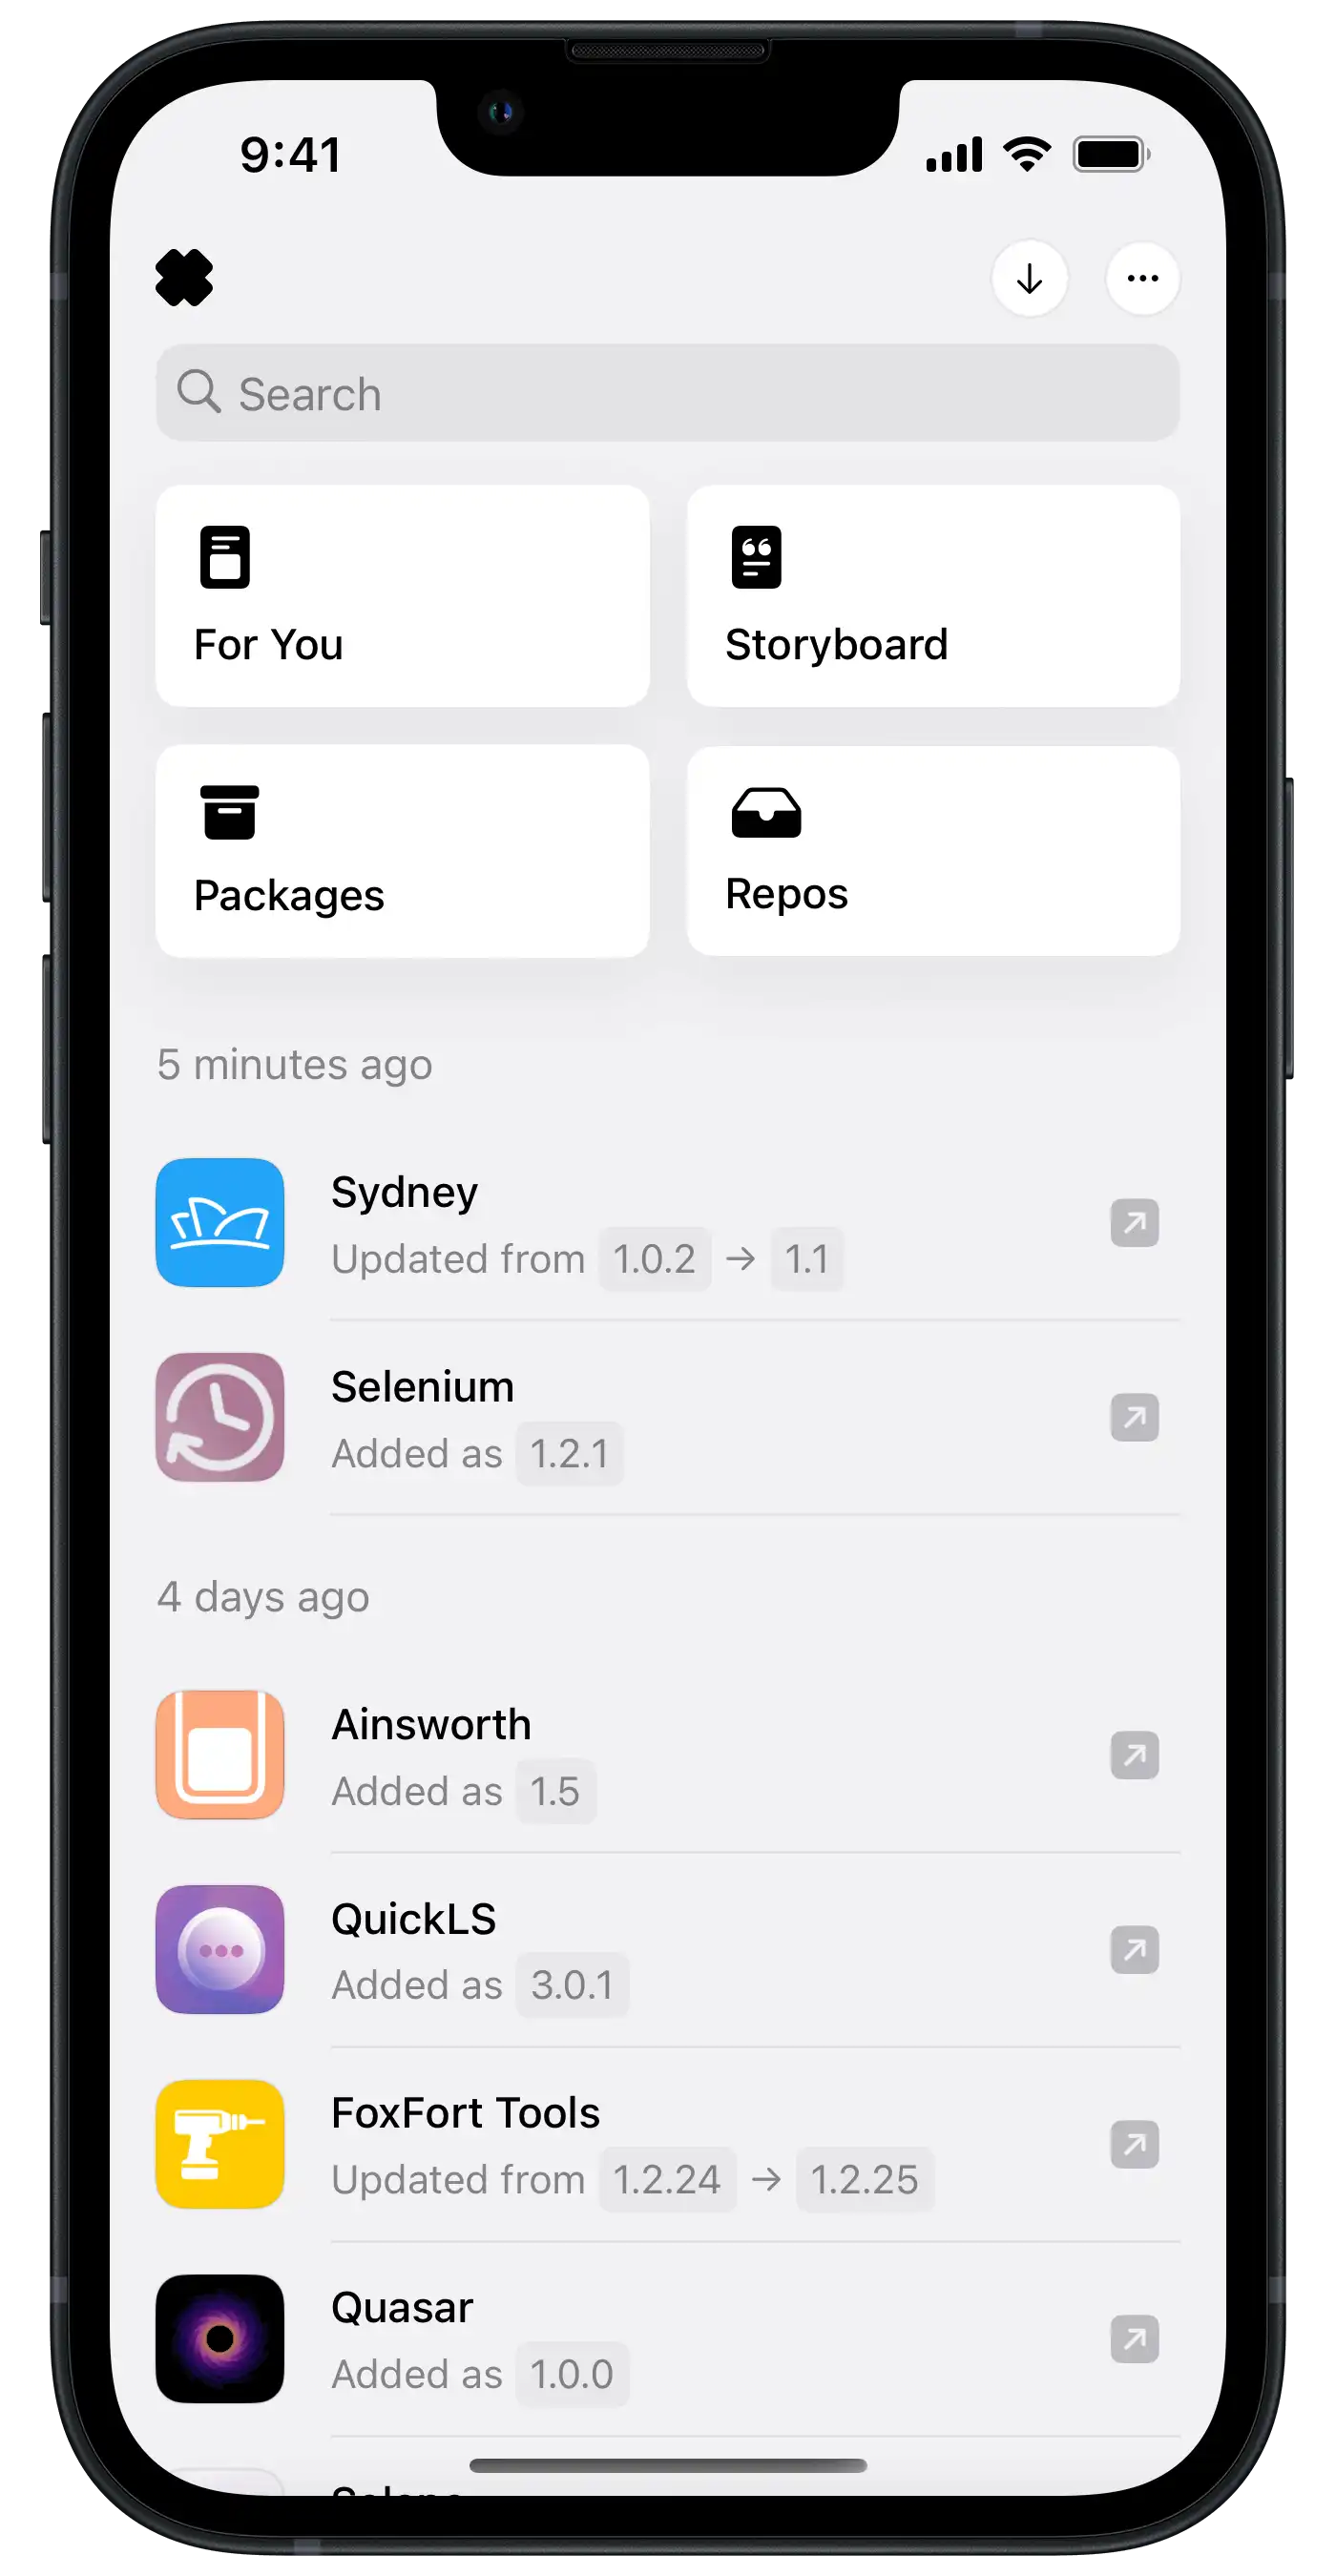 9:41
Search
For You
Storyboard
Packages
Repos
5 minutes ago
Sydney
Updated from 1.0.2 → 1.1
Selenium
Added as 1.2.1
4 days ago
Ainsworth
Added as 1.5
QuickLS
Added as 3.0.1
FoxFort Tools
Updated from 1.2.24 → 1.2.25
Quasar
Added as 1.0.0